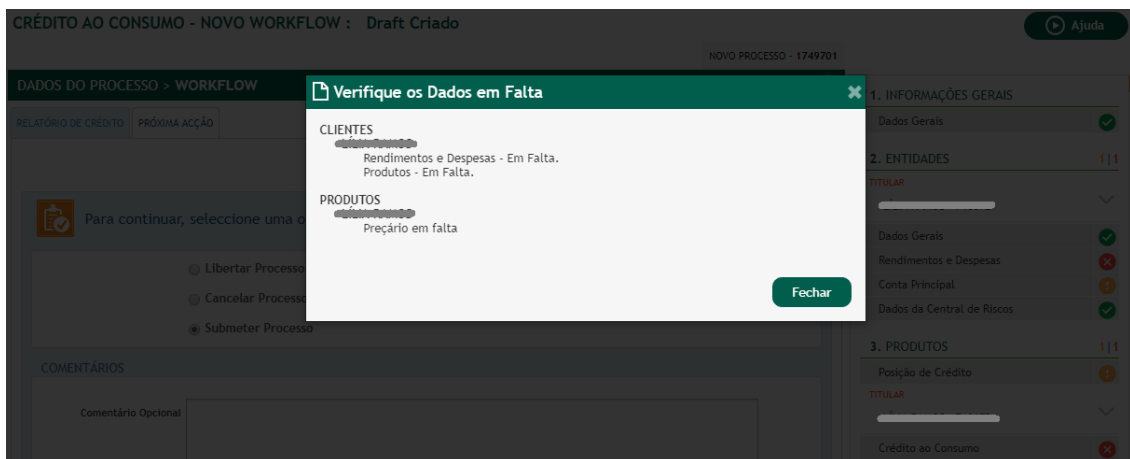 CRÉDITO AO CONSUMO - NOVO WORKFLOW : Draft Criado
Ajuda
NOVO PROCESSO - 1749701
DADOS DO PROCESSO > WORKFLOW
RELATÓRIO DE CRÉDITO
PRÓXIMA ACÇÃO
Para continuar, seleccione uma o
Libertar Processo
Cancelar Processo
Submeter Processo
COMENTÁRIOS
Comentário Opcional
Verifique os Dados em Falta
CLIENTES
Rendimentos e Despesas - Em Falta.
Produtos - Em Falta.
PRODUTOS
Preçário em falta
Fechar
1. INFORMAÇÕES GERAIS
Dados Gerais
2. ENTIDADES 1|1
TITULAR
Dados Gerais
Rendimentos e Despesas
Conta Principal
Dados da Central de Riscos
3. PRODUTOS 1|1
Posição de Crédito
TITULAR
Crédito ao Consumo